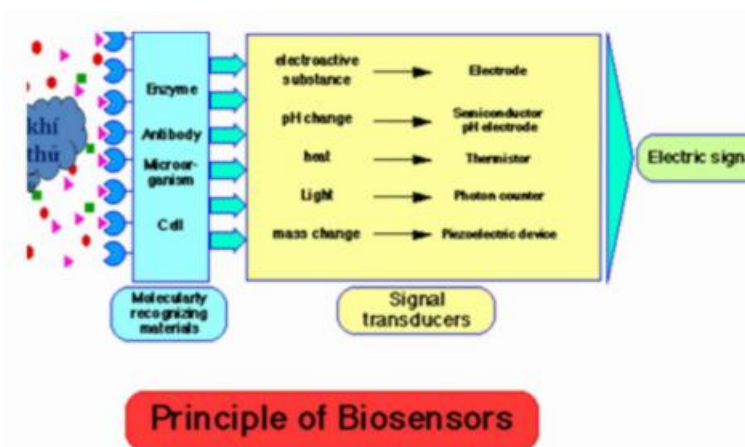 khí
thủ
Enzyme
Antibody
Microor-
ganism
Cell
electroactive
substance
Electrode
pH change
Semiconductor
pH electrode
heat
Thermistor
Light
Photon counter
mass change
Piezoelectric device
Electric sign
Molecularly
recognizing
materials
Signal
transducers
Principle of Biosensors